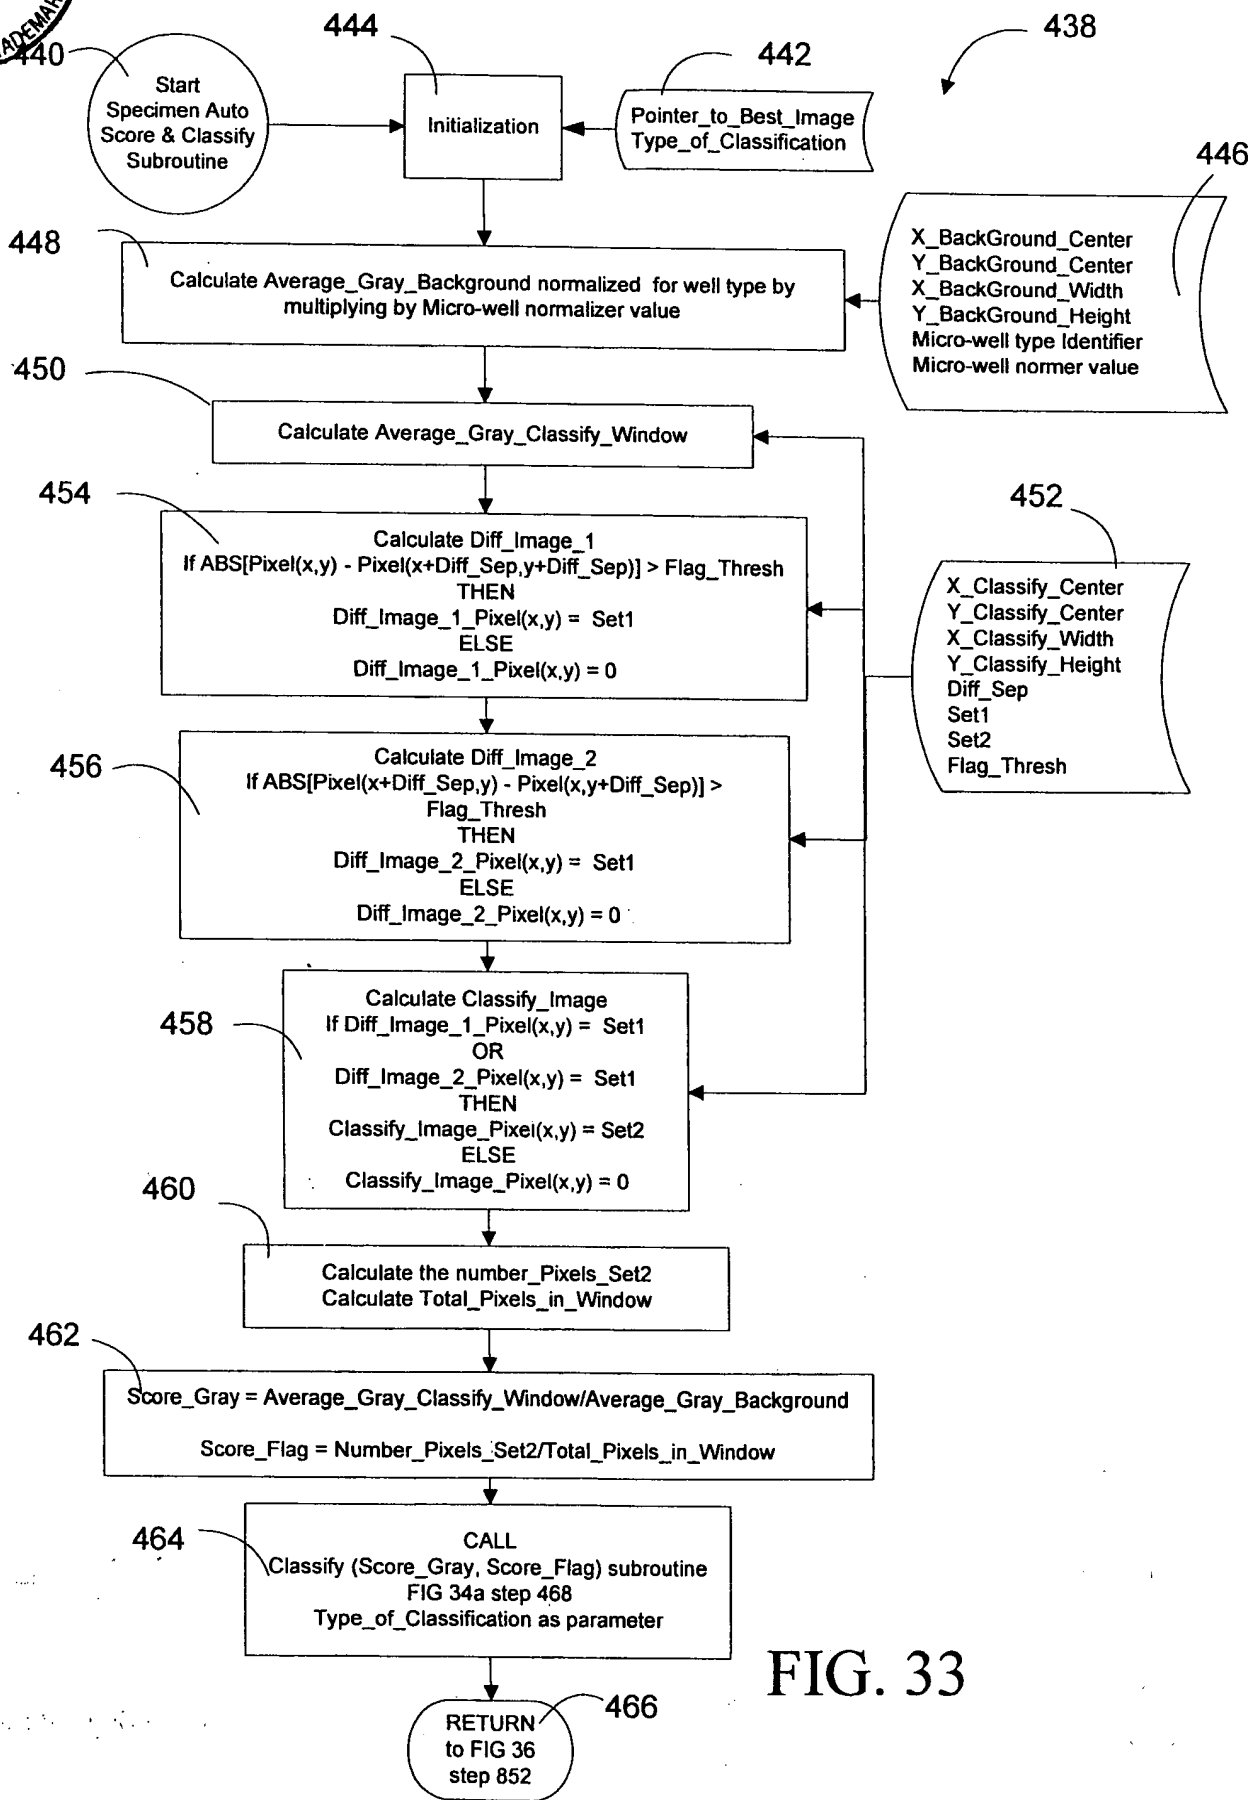 TRADEMARK
438
444
442
440
Start
Specimen Auto
Score & Classify
Subroutine
Initialization
Pointer_to_Best_Image
Type_of_Classification
446
448
Calculate Average_Gray_Background normalized for well type by
multiplying by Micro-well normalizer value
X_BackGround_Center
Y_BackGround_Center
X_BackGround_Width
Y_BackGround_Height
Micro-well type Identifier
Micro-well normer value
450
Calculate Average_Gray_Classify_Window
454
Calculate Diff_Image_1
If ABS[Pixel(x,y) - Pixel(x+Diff_Sep,y+Diff_Sep)] > Flag_Thresh
THEN
Diff_Image_1_Pixel(x,y) = Set1
ELSE
Diff_Image_1_Pixel(x,y) = 0
452
X_Classify_Center
Y_Classify_Center
X_Classify_Width
Y_Classify_Height
Diff_Sep
Set1
Set2
Flag_Thresh
456
Calculate Diff_Image_2
If ABS[Pixel(x+Diff_Sep,y) - Pixel(x,y+Diff_Sep)] >
Flag_Thresh
THEN
Diff_Image_2_Pixel(x,y) = Set1
ELSE
Diff_Image_2_Pixel(x,y) = 0
458
Calculate Classify_Image
If Diff_Image_1_Pixel(x,y) = Set1
OR
Diff_Image_2_Pixel(x,y) = Set1
THEN
Classify_Image_Pixel(x,y) = Set2
ELSE
Classify_Image_Pixel(x,y) = 0
460
Calculate the number_Pixels_Set2
Calculate Total_Pixels_in_Window
462
Score_Gray = Average_Gray_Classify_Window/Average_Gray_Background
Score_Flag = Number_Pixels_Set2/Total_Pixels_in_Window
464
CALL
Classify (Score_Gray, Score_Flag) subroutine
FIG 34a step 468
Type_of_Classification as parameter
466
RETURN
to FIG 36
step 852
FIG. 33